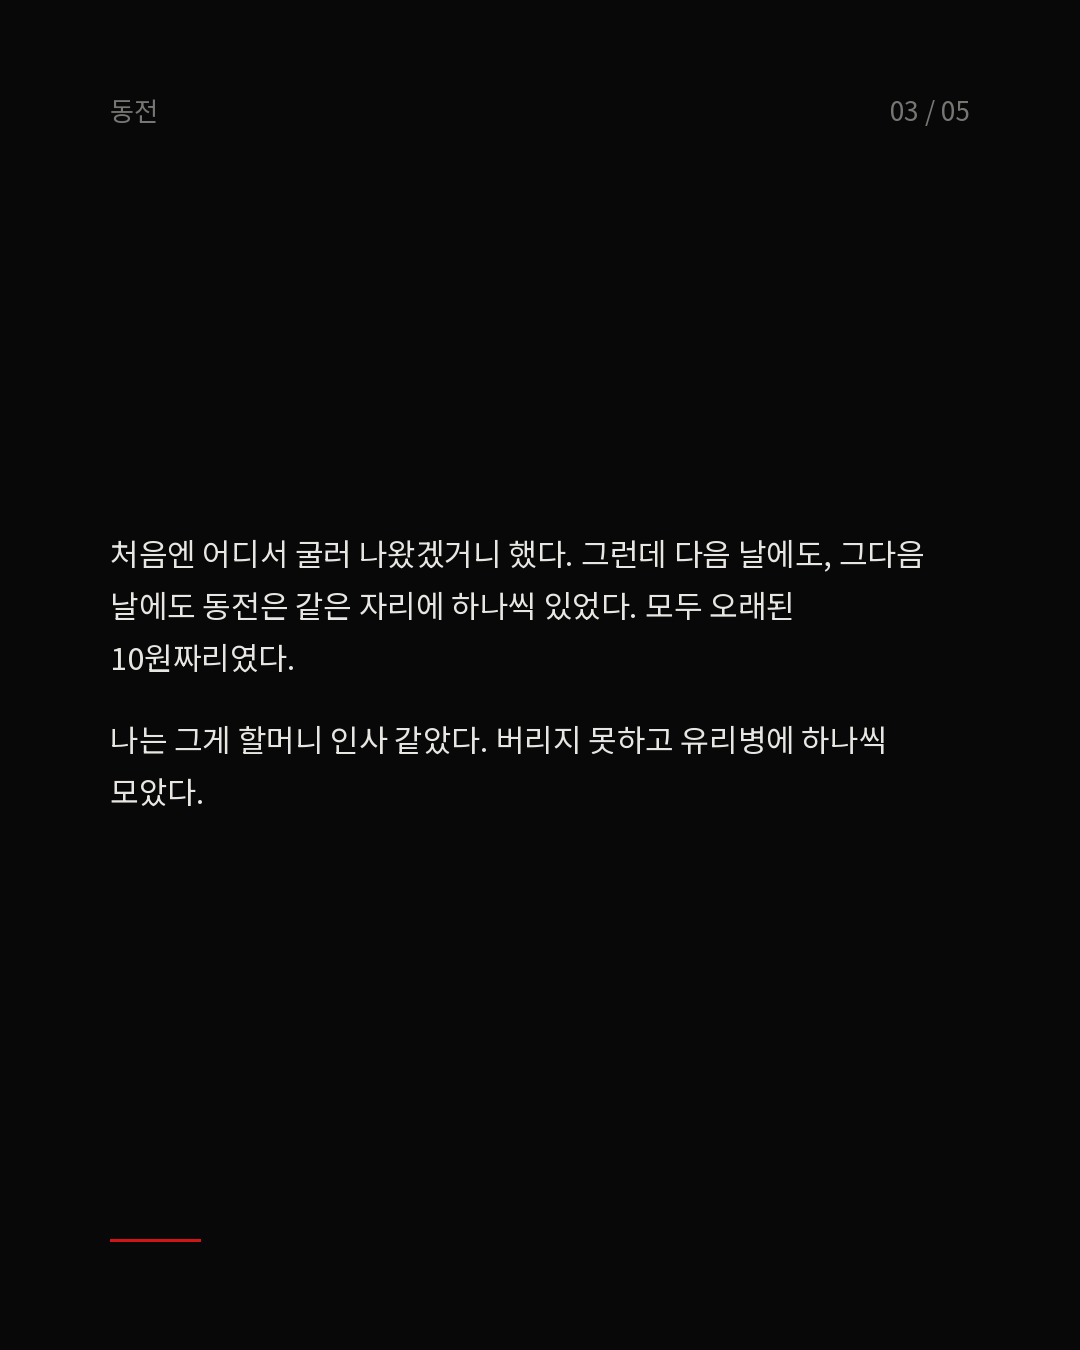 동전
03 / 05
처음엔 어디서 굴러 나왔겠거니 했다. 그런데 다음 날에도, 그다음
날에도 동전은 같은 자리에 하나씩 있었다. 모두 오래된
10원짜리였다.
나는 그게 할머니 인사 같았다. 버리지 못하고 유리병에 하나씩
모았다.